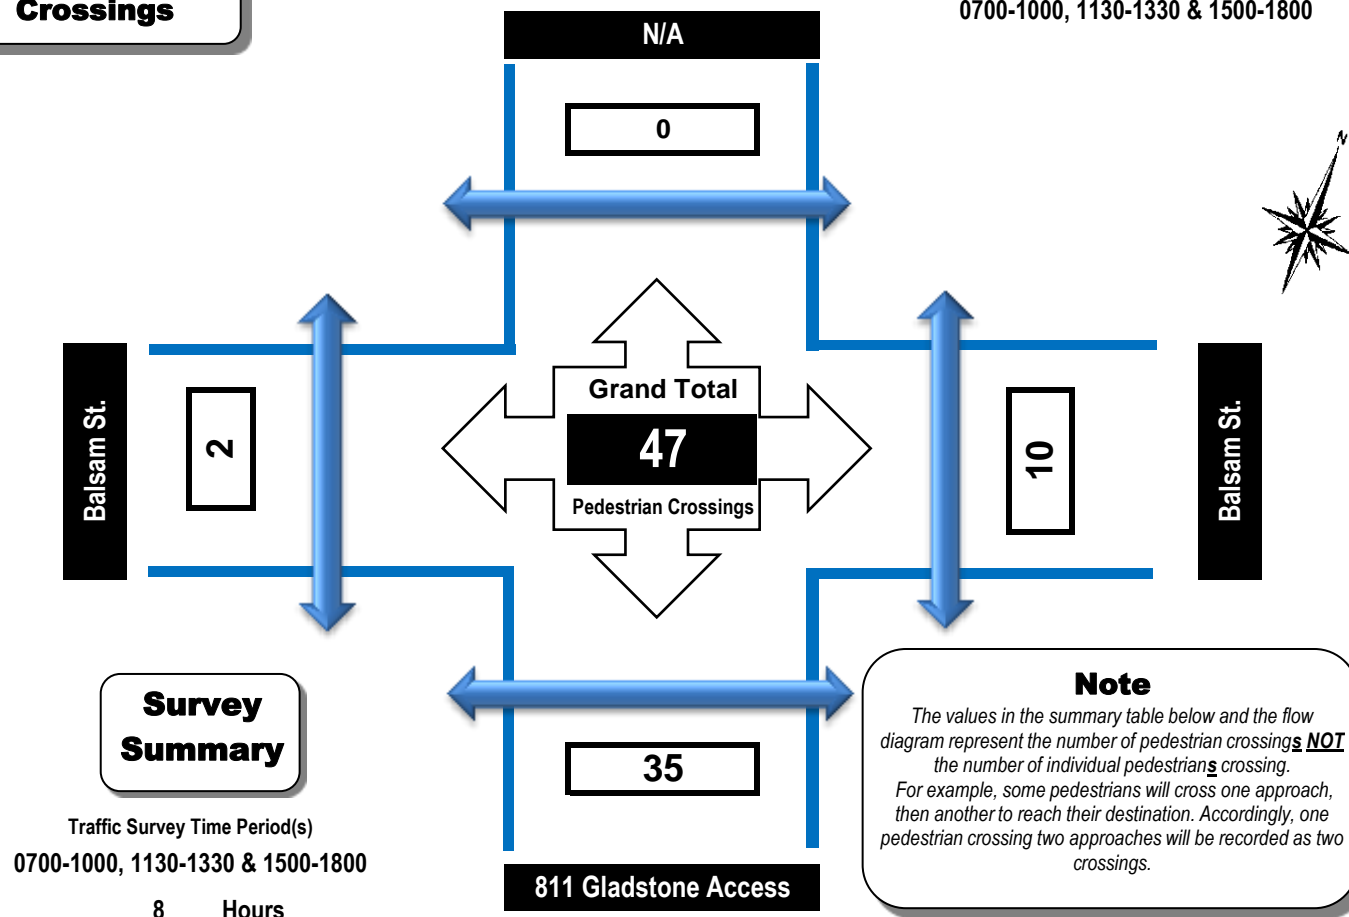 Crossings
0700-1000, 1130-1330 & 1500-1800
N/A
0
N
Balsam St.
2
Grand Total
47
Pedestrian Crossings
10
Balsam St.
35
811 Gladstone Access
Survey
Summary
Traffic Survey Time Period(s)
0700-1000, 1130-1330 & 1500-1800
8 Hours
Note
The values in the summary table below and the flow
diagram represent the number of pedestrian crossings NOT
the number of individual pedestrians crossing.
For example, some pedestrians will cross one approach,
then another to reach their destination. Accordingly, one
pedestrian crossing two approaches will be recorded as two
crossings.